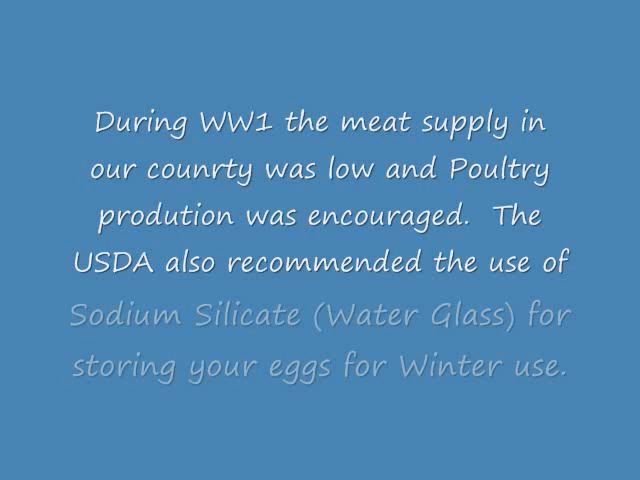 During WW1 the meat supply in
our counrty was low and Poultry
prodution was encouraged. The
USDA also recommended the use of
Sodium Silicate (Water Glass) for
storing your eggs for Winter use.